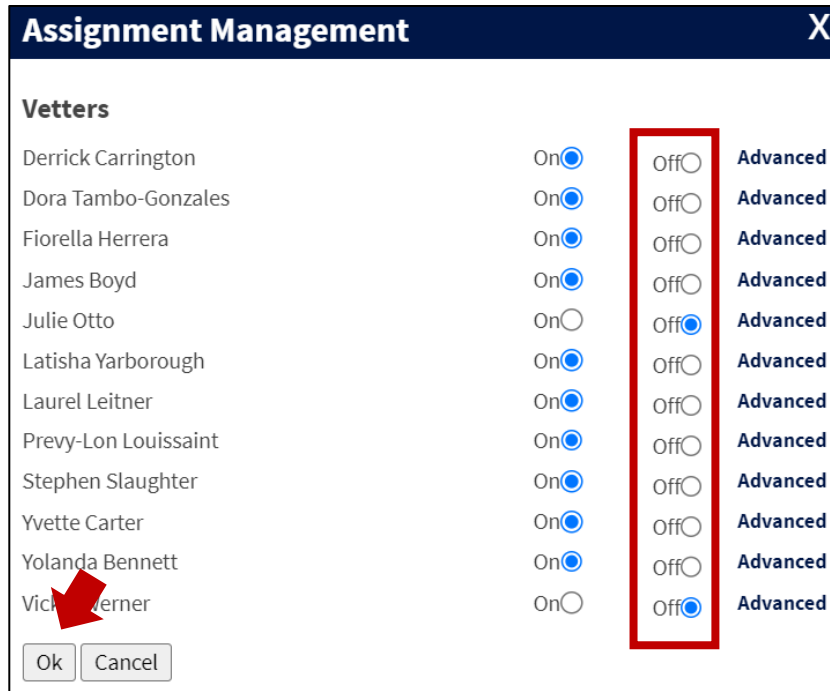 Assignment Management X
Vetters
Derrick Carrington On Off Advanced
Dora Tambo-Gonzales On Off Advanced
Fiorella Herrera On Off Advanced
James Boyd On Off Advanced
Julie Otto On Off Advanced
Latisha Yarborough On Off Advanced
Laurel Leitner On Off Advanced
Prevy-Lon Louissaint On Off Advanced
Stephen Slaughter On Off Advanced
Yvette Carter On Off Advanced
Yolanda Bennett On Off Advanced
On Off Advanced
Ok Cancel